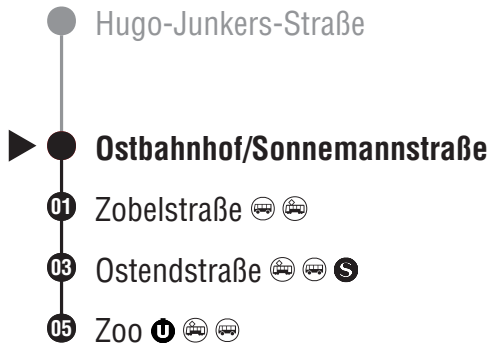 Hugo-Junkers-Straße
Ostbahnhof/Sonnemannstraße
01 Zobelstraße
03 Ostendstraße S
05 Zoo U